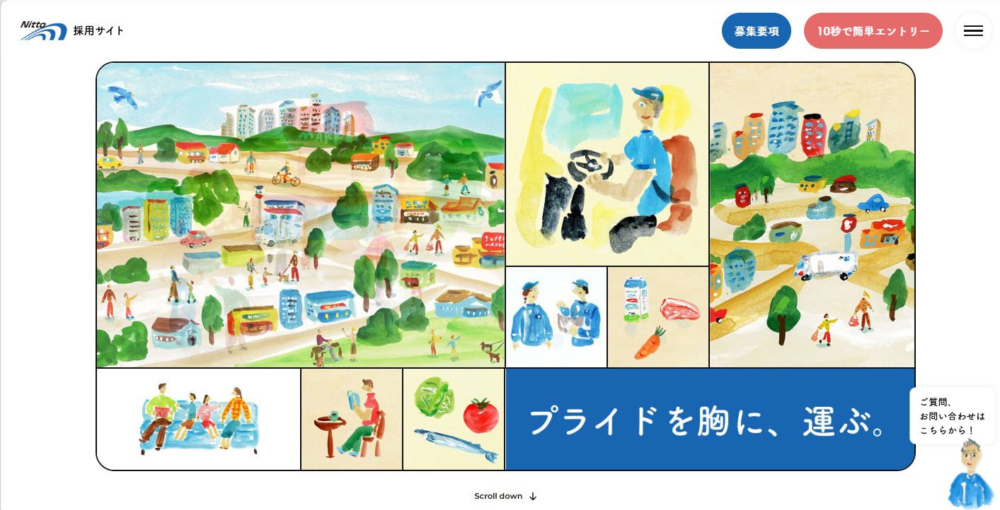 Nitto
採用サイト
募集要項
10秒で簡単エントリー
SUPER
プライドを胸に、運ぶ。
ご質問、
お問い合わせは
こちらから！
Scroll down